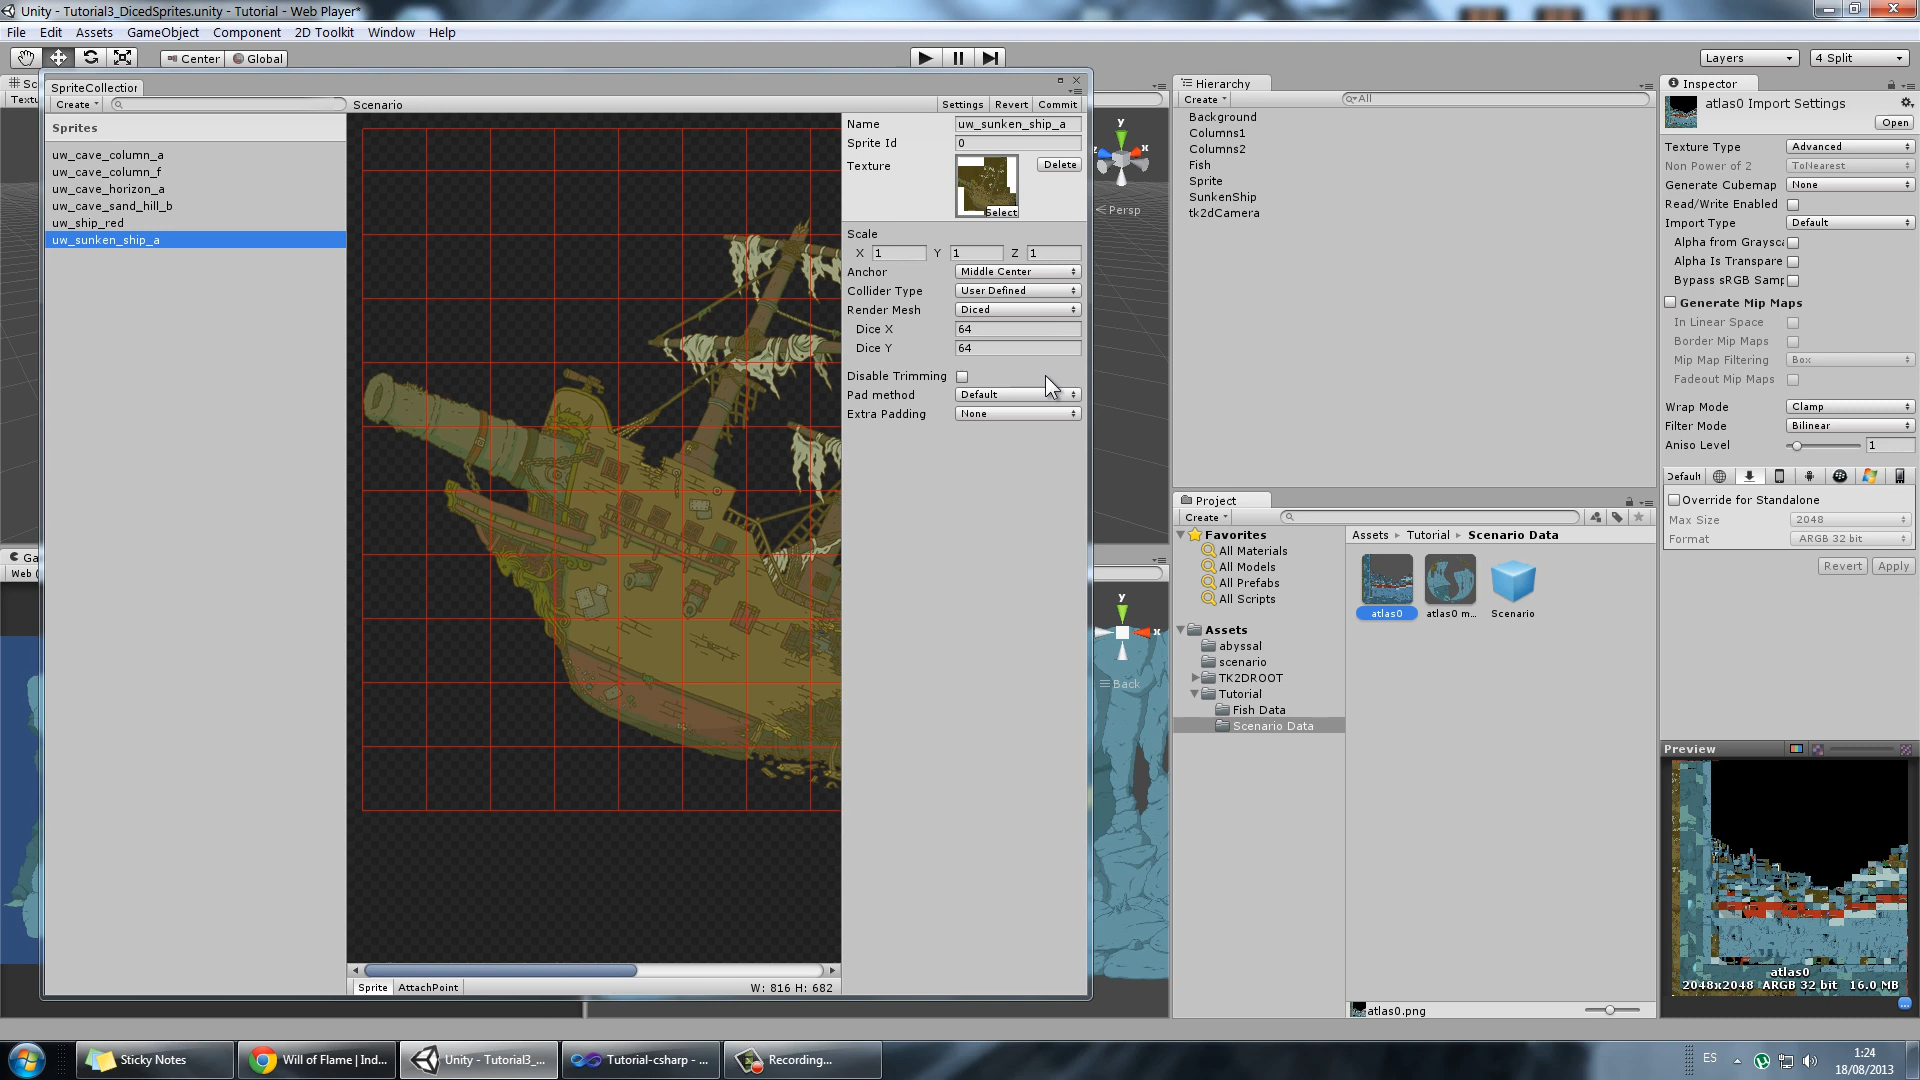 Unity - Tutorial3_DicedSprites.unity - Tutorial - Web Player*
File Edit Assets GameObject Component 2D Toolkit Window Help
Center Global Layers 4 Split
SpriteCollection
Create Scenario Settings Revert Commit
Sprites
uw_cave_column_a
uw_cave_column_f
uw_cave_horizon_a
uw_cave_sand_hill_b
uw_ship_red
uw_sunken_ship_a
Name uw_sunken_ship_a
Sprite Id 0
Texture Delete
Select
Scale
X 1 Y 1 Z 1
Anchor Middle Center
Collider Type User Defined
Render Mesh Diced
Dice X 64
Dice Y 64
Disable Trimming
Pad method Default
Extra Padding None
Sprite AttachPoint W: 816 H: 682
Sc
Textu
Ga
Web (
y
x
z
Persp
y
x
Back
Hierarchy
Create All
Background
Columns1
Columns2
Fish
Sprite
SunkenShip
tk2dCamera
Project
Create
Favorites
All Materials
All Models
All Prefabs
All Scripts
Assets
abyssal
scenario
TK2DROOT
Tutorial
Fish Data
Scenario Data
Assets Tutorial Scenario Data
atlas0 atlas0 m... Scenario
atlas0.png
Inspector
atlas0 Import Settings
Open
Texture Type Advanced
Non Power of 2 ToNearest
Generate Cubemap None
Read/Write Enabled
Import Type Default
Alpha from Graysca
Alpha Is Transpare
Bypass sRGB Samp
Generate Mip Maps
In Linear Space
Border Mip Maps
Mip Map Filtering Box
Fadeout Mip Maps
Wrap Mode Clamp
Filter Mode Bilinear
Aniso Level 1
Default
Override for Standalone
Max Size 2048
Format ARGB 32 bit
Revert Apply
Preview
atlas0
2048x2048 ARGB 32 bit 16.0 MB
Sticky Notes
Will of Flame | Ind...
Unity - Tutorial3_...
Tutorial-csharp - ...
Recording...
ES
1:24
18/08/2013